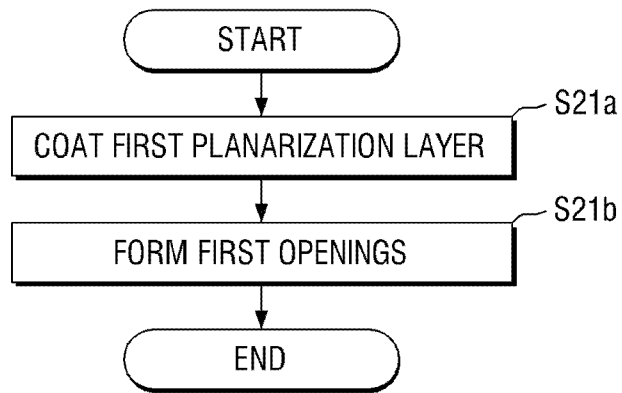 START
S21a
COAT FIRST PLANARIZATION LAYER
S21b
FORM FIRST OPENINGS
END